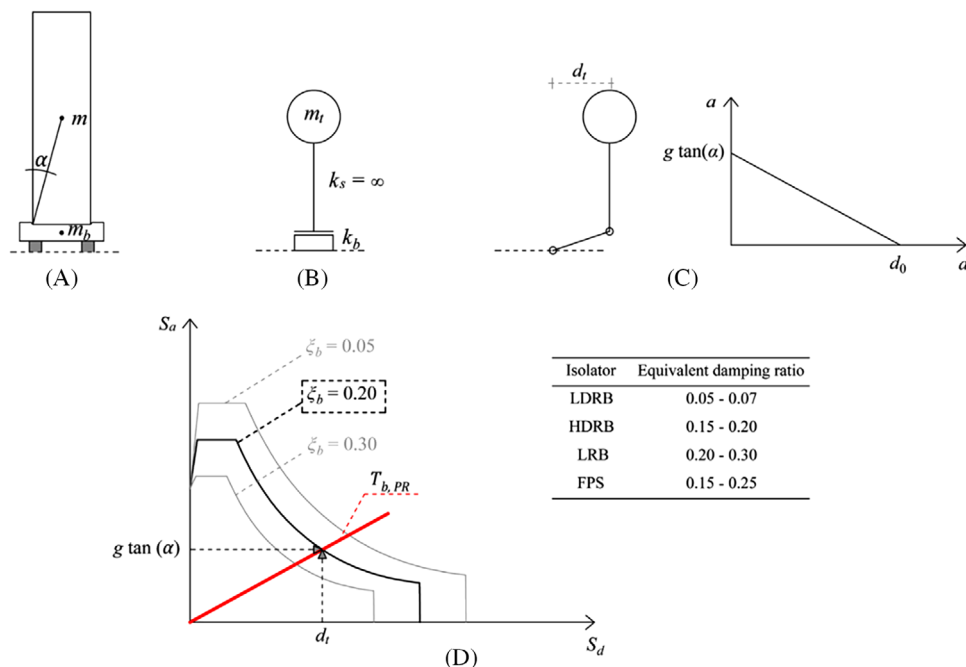 (A)
m
α
m_b
(B)
m_t
k_s = ∞
k_b
(C)
d_t
a
g tan(α)
d_0
d
(D)
S_a
ξ_b = 0.05
ξ_b = 0.20
ξ_b = 0.30
T_{b,PR}
g tan (α)
d_t
S_d
Isolator Equivalent damping ratio
LDRB 0.05 - 0.07
HDRB 0.15 - 0.20
LRB 0.20 - 0.30
FPS 0.15 - 0.25